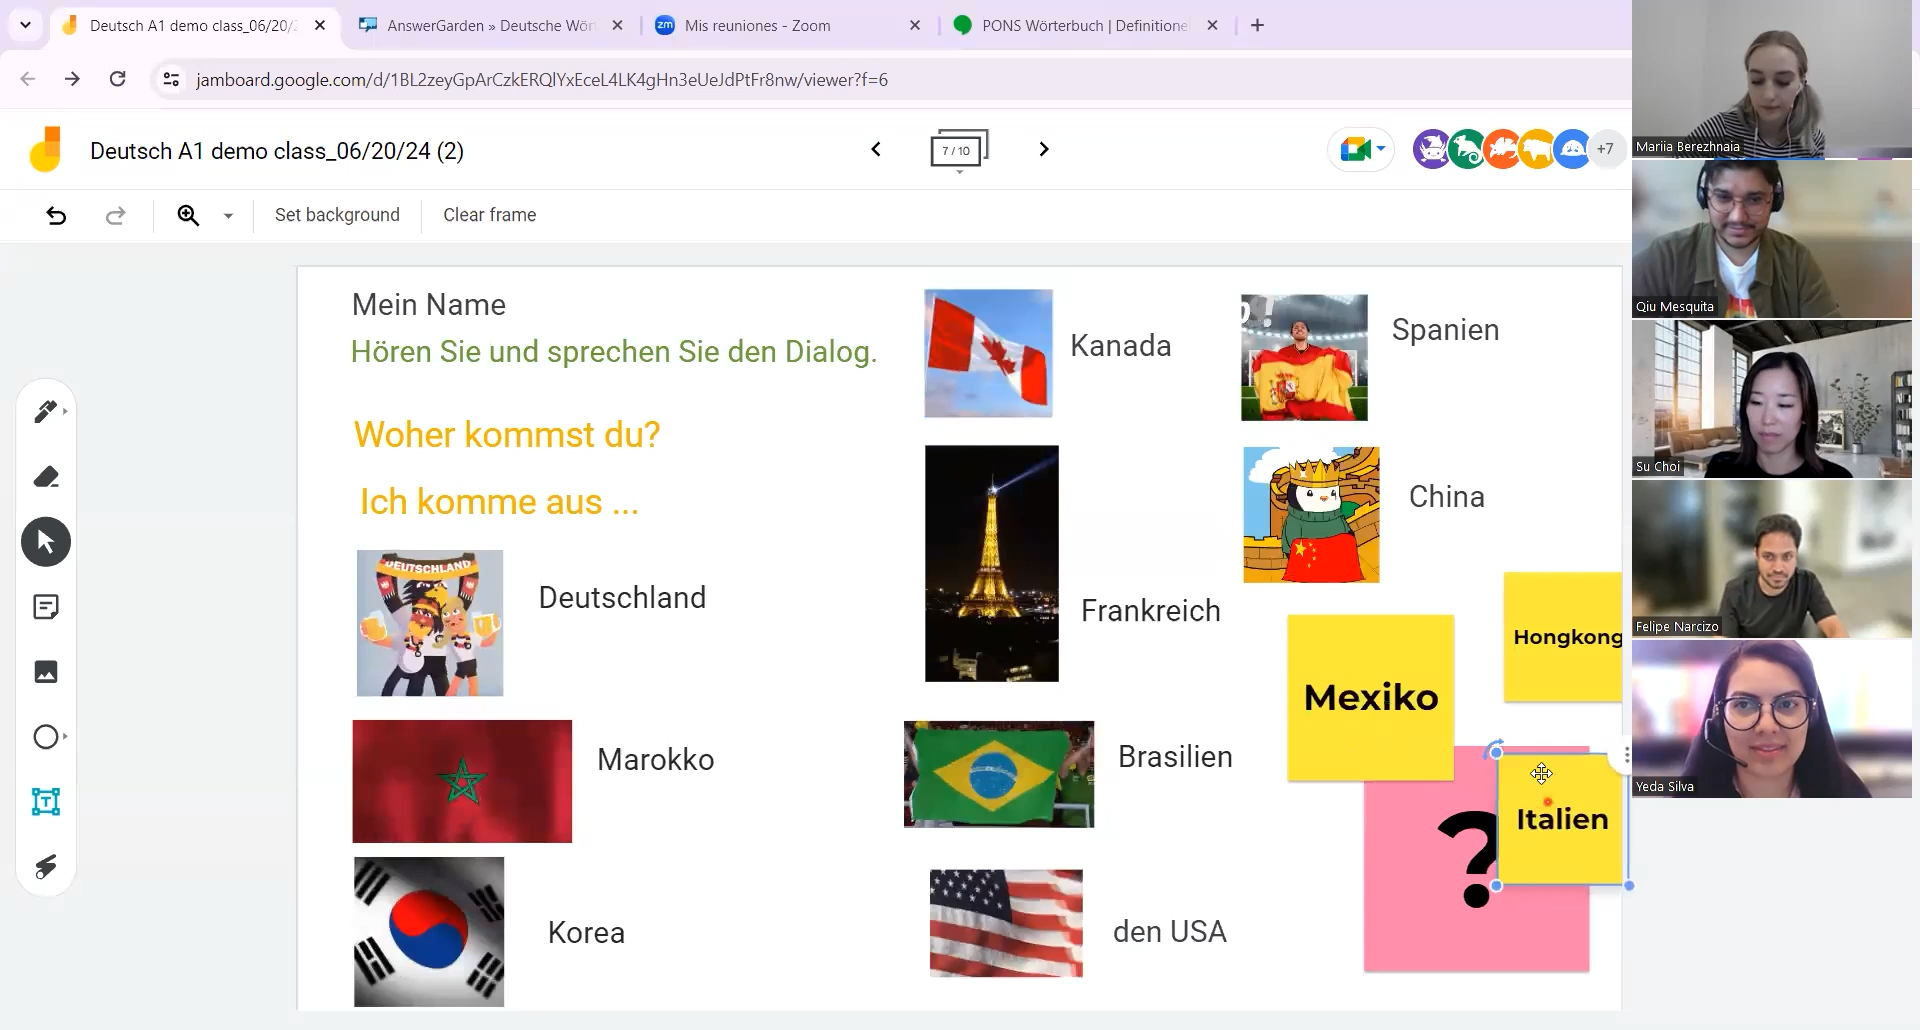 Deutsch A1 demo class_06/20/2
AnswerGarden » Deutsche Wör
zm
Mis reuniones - Zoom
PONS Wörterbuch | Definitione
jamboard.google.com/d/1BL2zeyGpArCzkERQlYxEceL4LK4gHn3eUeJdPtFr8nw/viewer?f=6
Deutsch A1 demo class_06/20/24 (2)
7 / 10
+7
Set background
Clear frame
Mein Name
Hören Sie und sprechen Sie den Dialog.
Woher kommst du?
Ich komme aus ...
DEUTSCHLAND
Deutschland
Marokko
Korea
Kanada
Frankreich
Brasilien
den USA
Spanien
China
Mexiko
Hongkong
?
Italien
Mariia Berezhnaia
Qiu Mesquita
Su Choi
Felipe Narcizo
Yeda Silva